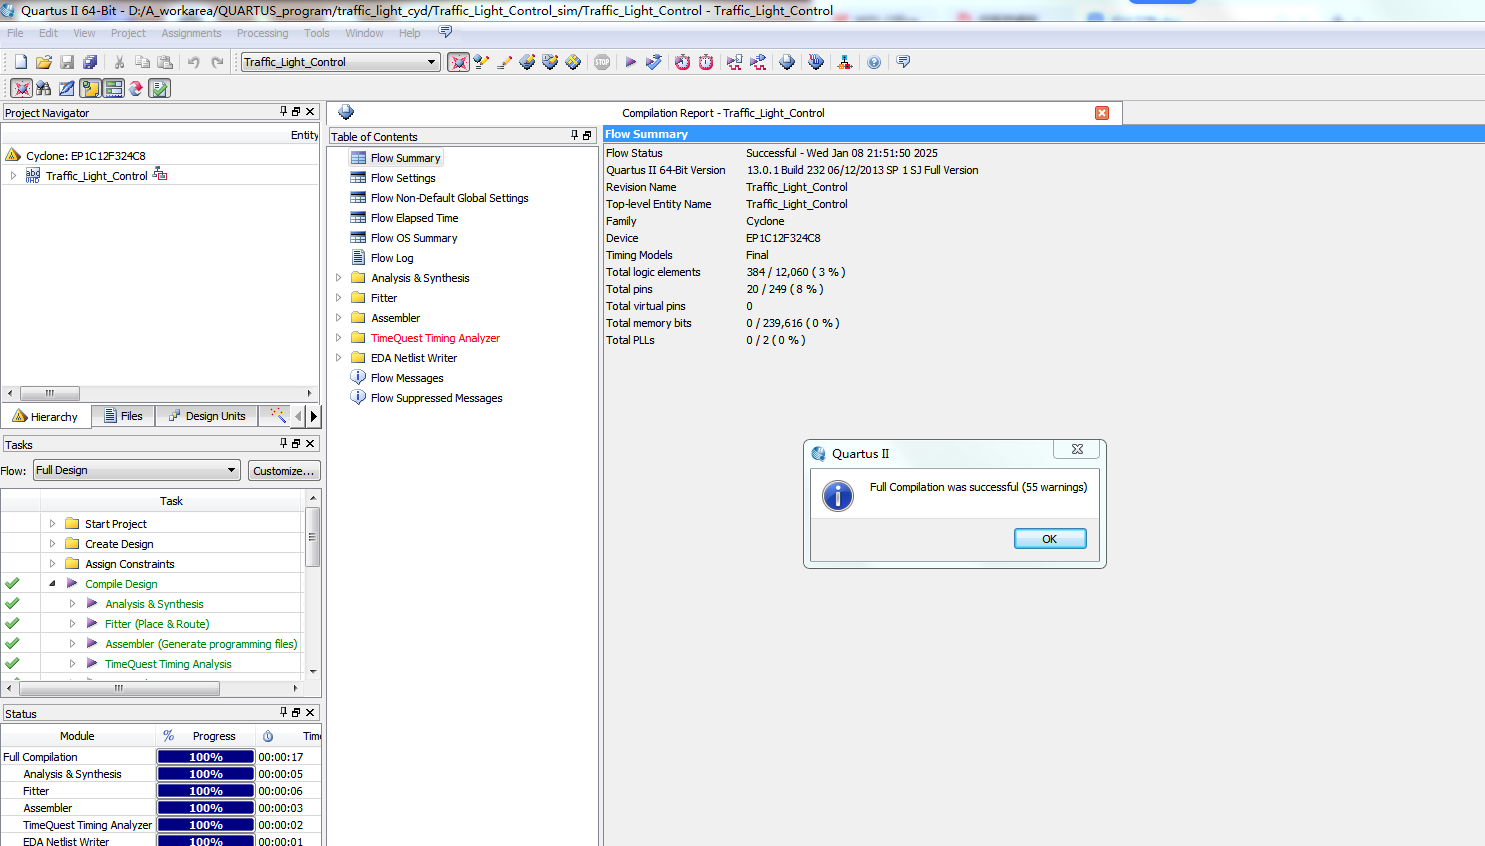 Quartus II 64-Bit - D:/A_workarea/QUARTUS_program/traffic_light_cyd/Traffic_Light_Control_sim/Traffic_Light_Control - Traffic_Light_Control
File Edit View Project Assignments Processing Tools Window Help
Traffic_Light_Control
STOP
Project Navigator
Entity
Cyclone: EP1C12F324C8
Traffic_Light_Control
Hierarchy Files Design Units
Tasks
Flow: Full Design Customize...
Task
Start Project
Create Design
Assign Constraints
Compile Design
Analysis & Synthesis
Fitter (Place & Route)
Assembler (Generate programming files)
TimeQuest Timing Analysis
Status
Module % Progress Time
Full Compilation 100% 00:00:17
Analysis & Synthesis 100% 00:00:05
Fitter 100% 00:00:06
Assembler 100% 00:00:03
TimeQuest Timing Analyzer 100% 00:00:02
EDA Netlist Writer 100% 00:00:01
Compilation Report - Traffic_Light_Control
Table of Contents
Flow Summary
Flow Settings
Flow Non-Default Global Settings
Flow Elapsed Time
Flow OS Summary
Flow Log
Analysis & Synthesis
Fitter
Assembler
TimeQuest Timing Analyzer
EDA Netlist Writer
Flow Messages
Flow Suppressed Messages
Flow Summary
Flow Status Successful - Wed Jan 08 21:51:50 2025
Quartus II 64-Bit Version 13.0.1 Build 232 06/12/2013 SP 1 SJ Full Version
Revision Name Traffic_Light_Control
Top-level Entity Name Traffic_Light_Control
Family Cyclone
Device EP1C12F324C8
Timing Models Final
Total logic elements 384 / 12,060 ( 3 % )
Total pins 20 / 249 ( 8 % )
Total virtual pins 0
Total memory bits 0 / 239,616 ( 0 % )
Total PLLs 0 / 2 ( 0 % )
Quartus II
Full Compilation was successful (55 warnings)
OK